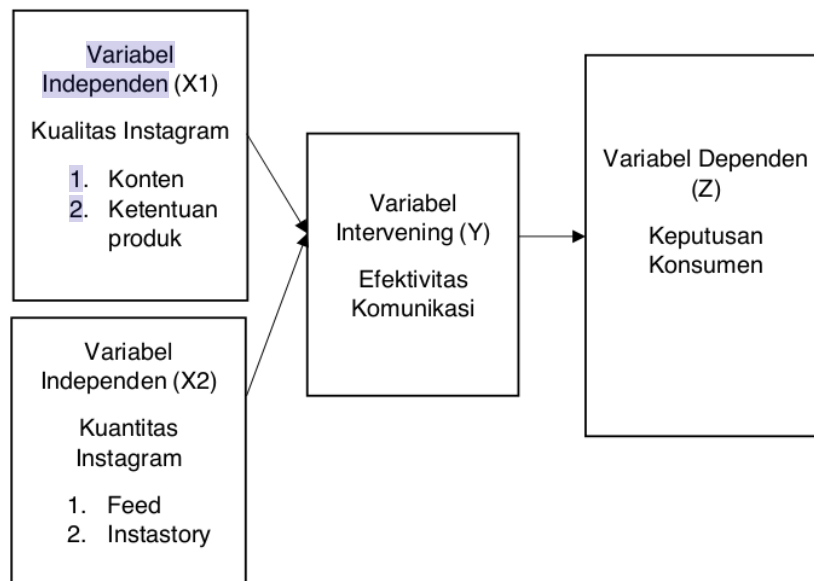 Variabel
Independen (X1)
Kualitas Instagram
1. Konten
2. Ketentuan
produk
Variabel
Independen (X2)
Kuantitas
Instagram
1. Feed
2. Instastory
Variabel
Intervening (Y)
Efektivitas
Komunikasi
Variabel Dependen
(Z)
Keputusan
Konsumen